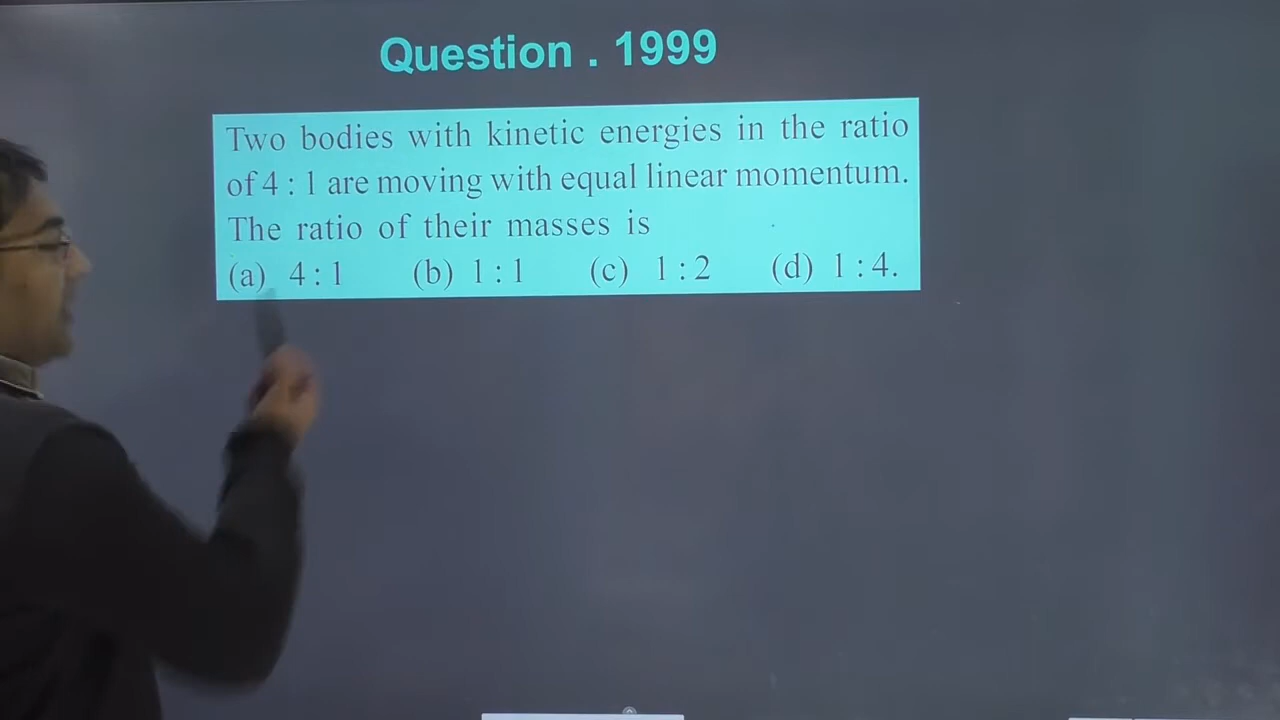 Question . 1999
Two bodies with kinetic energies in the ratio
of 4 : 1 are moving with equal linear momentum.
The ratio of their masses is
(a) 4 : 1 (b) 1 : 1 (c) 1 : 2 (d) 1 : 4.